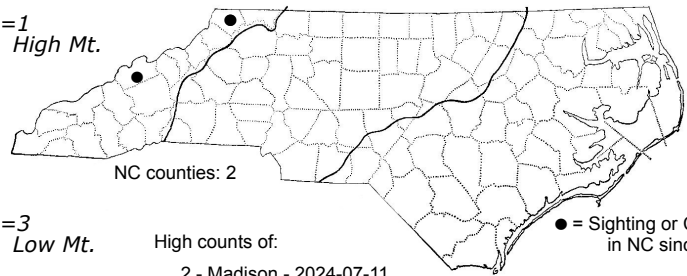 =1
High Mt.
NC counties: 2
=3
Low Mt.
High counts of:
● = Sighting or
in NC
2 - Madison - 2024-07-11